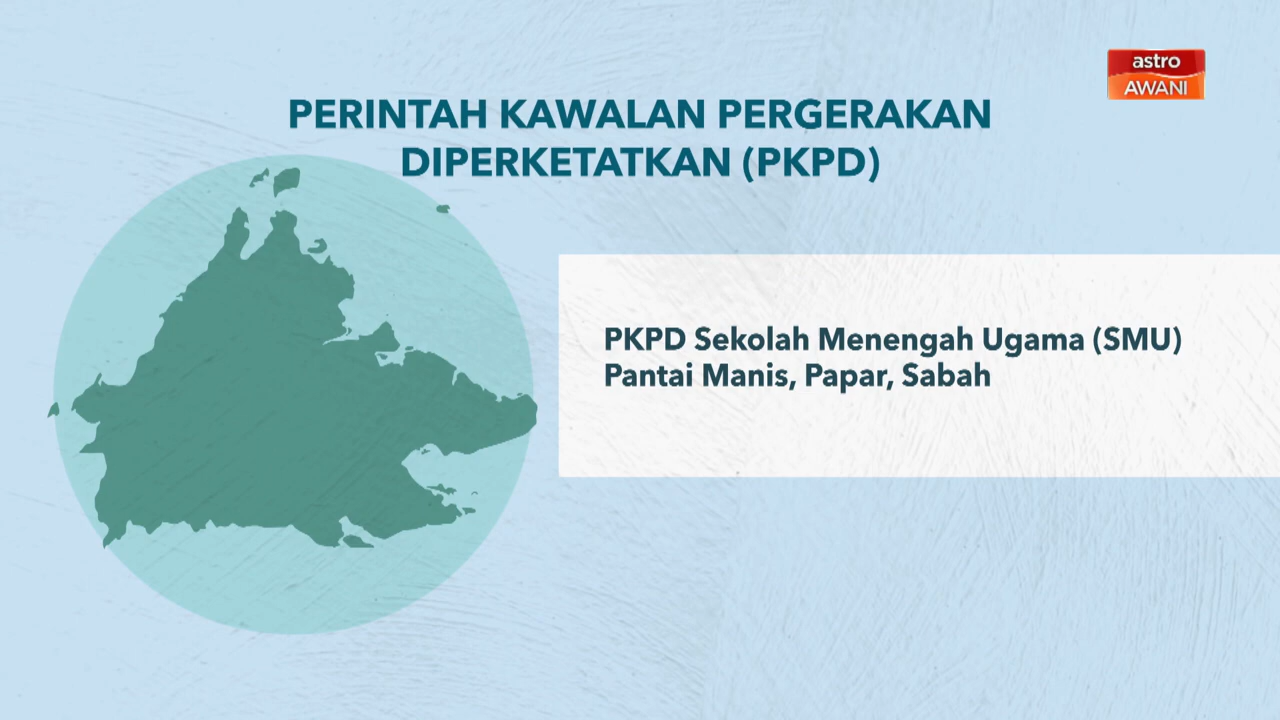 astro
AWANI
PERINTAH KAWALAN PERGERAKAN
DIPERKETATKAN (PKPD)
PKPD Sekolah Menengah Ugama (SMU)
Pantai Manis, Papar, Sabah